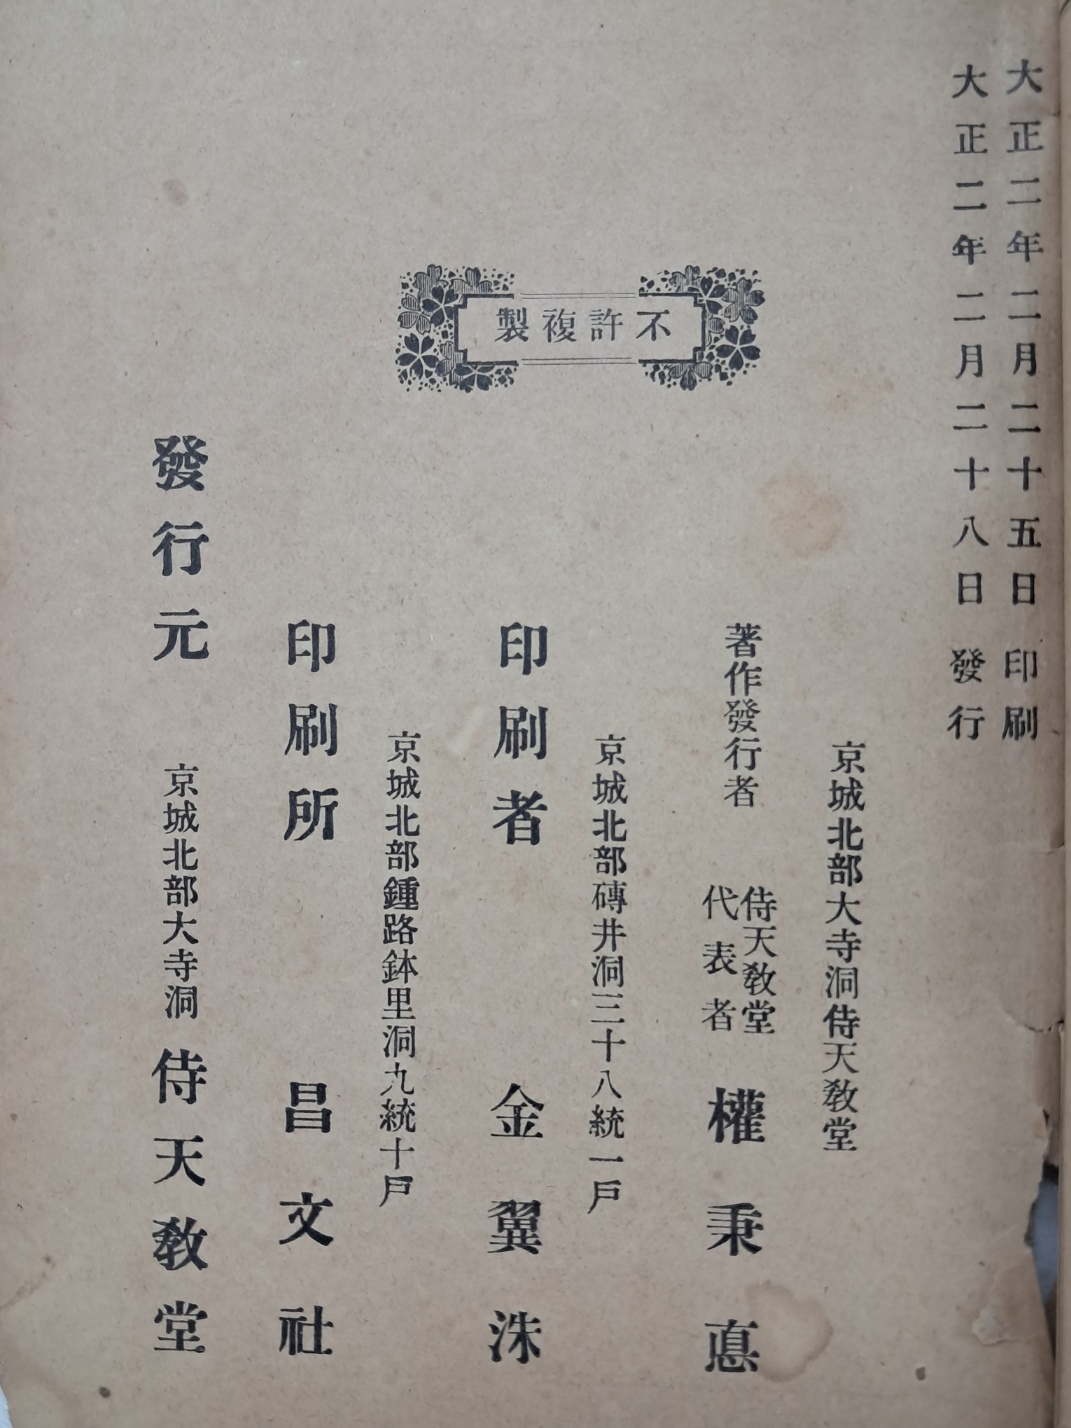 大正二年二月二十五日印刷
大正二年二月二十八日發行
不許複製
京城北部大寺洞侍天敎堂
著作發行者 侍天敎堂
代表者 權秉悳
京城北部磚井洞三十八統一戶
印刷者 金翼洙
京城北部鍾路鉢里洞九統十戶
印刷所 昌文社
發行元 京城北部大寺洞 侍天敎堂